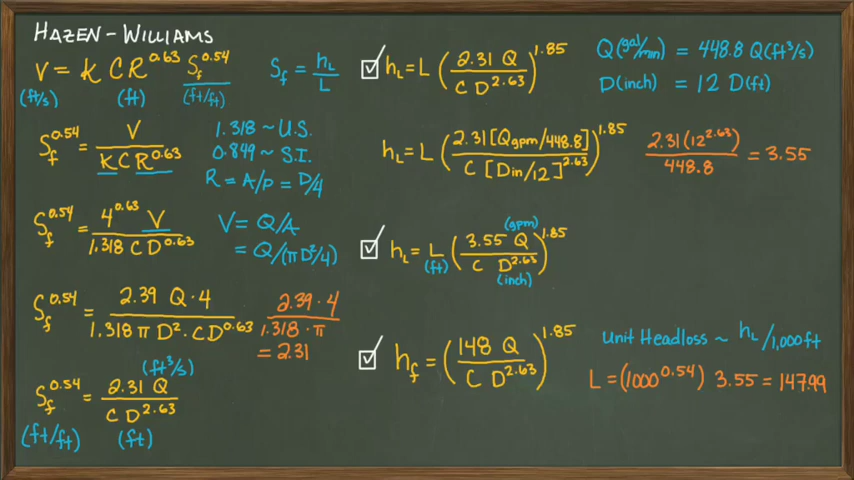 HAZEN-WILLIAMS
V = K C R^0.63 S_f^0.54
(ft/s) (ft) (ft/ft)
S_f = h_L / L
S_f^0.54 = V / (K C R^0.63)
1.318 ~ U.S.
0.849 ~ S.I.
R = A/P = D/4
S_f^0.54 = 4^0.63 V / (1.318 C D^0.63)
V = Q/A
= Q/(πD²/4)
S_f^0.54 = 2.39 Q·4 / (1.318 π D²·C D^0.63)
2.39·4 / (1.318·π)
= 2.31
(ft³/s)
S_f^0.54 = 2.31 Q / (C D^2.63)
(ft/ft) (ft)
h_L = L (2.31 Q / (C D^2.63))^1.85
Q(gal/min) = 448.8 Q(ft³/s)
D(inch) = 12 D(ft)
h_L = L (2.31[Qgpm/448.8] / (C [Din/12]^2.63))^1.85
2.31(12^2.63) / 448.8 = 3.55
(gpm)
h_L = L (3.55 Q / (C D^2.63))^1.85
(ft) (inch)
h_f = (148 Q / (C D^2.63))^1.85
Unit Headloss ~ h_L/1,000ft
L = (1000^0.54) 3.55 = 147.99